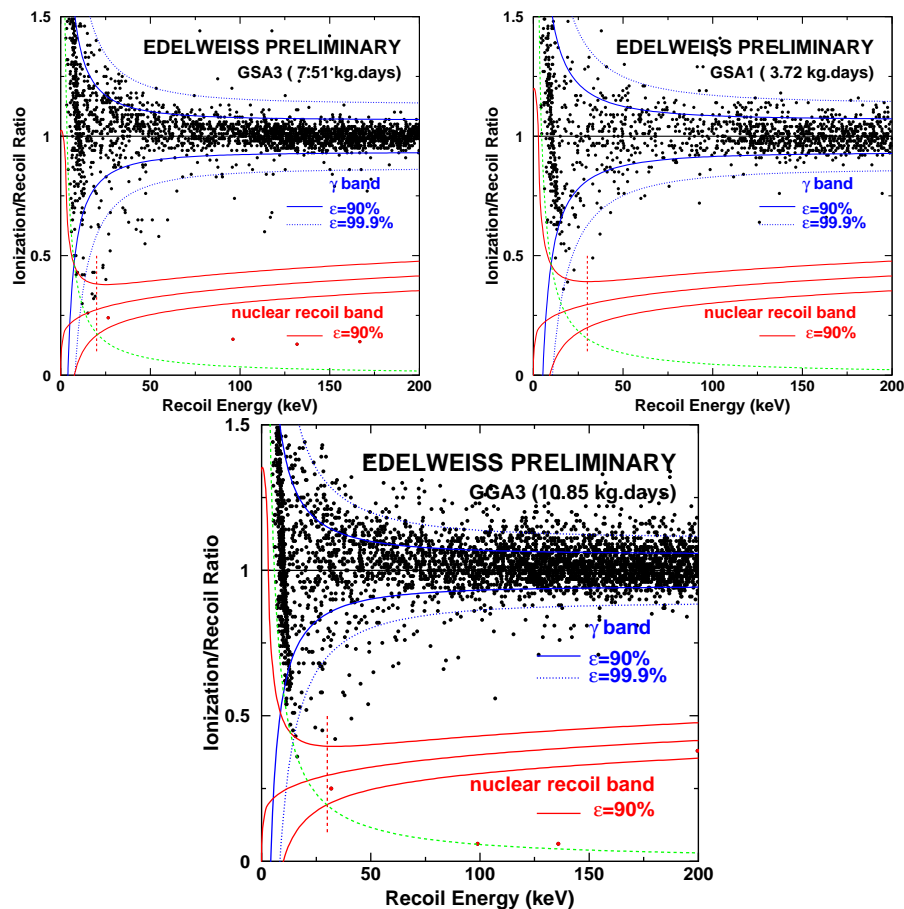 1.5
EDELWEISS PRELIMINARY
GSA3 ( 7.51 kg.days)
1
γ band
ε=90%
ε=99.9%
0.5
nuclear recoil band
ε=90%
0
0 50 100 150 200
Recoil Energy (keV)
Ionization/Recoil Ratio
1.5
EDELWEISS PRELIMINARY
GSA1 ( 3.72 kg.days)
1
γ band
ε=90%
ε=99.9%
0.5
nuclear recoil band
ε=90%
0
0 50 100 150 200
Recoil Energy (keV)
Ionization/Recoil Ratio
1.5
EDELWEISS PRELIMINARY
GGA3 (10.85 kg.days)
1
γ band
ε=90%
ε=99.9%
0.5
nuclear recoil band
ε=90%
0
0 50 100 150 200
Recoil Energy (keV)
Ionization/Recoil Ratio